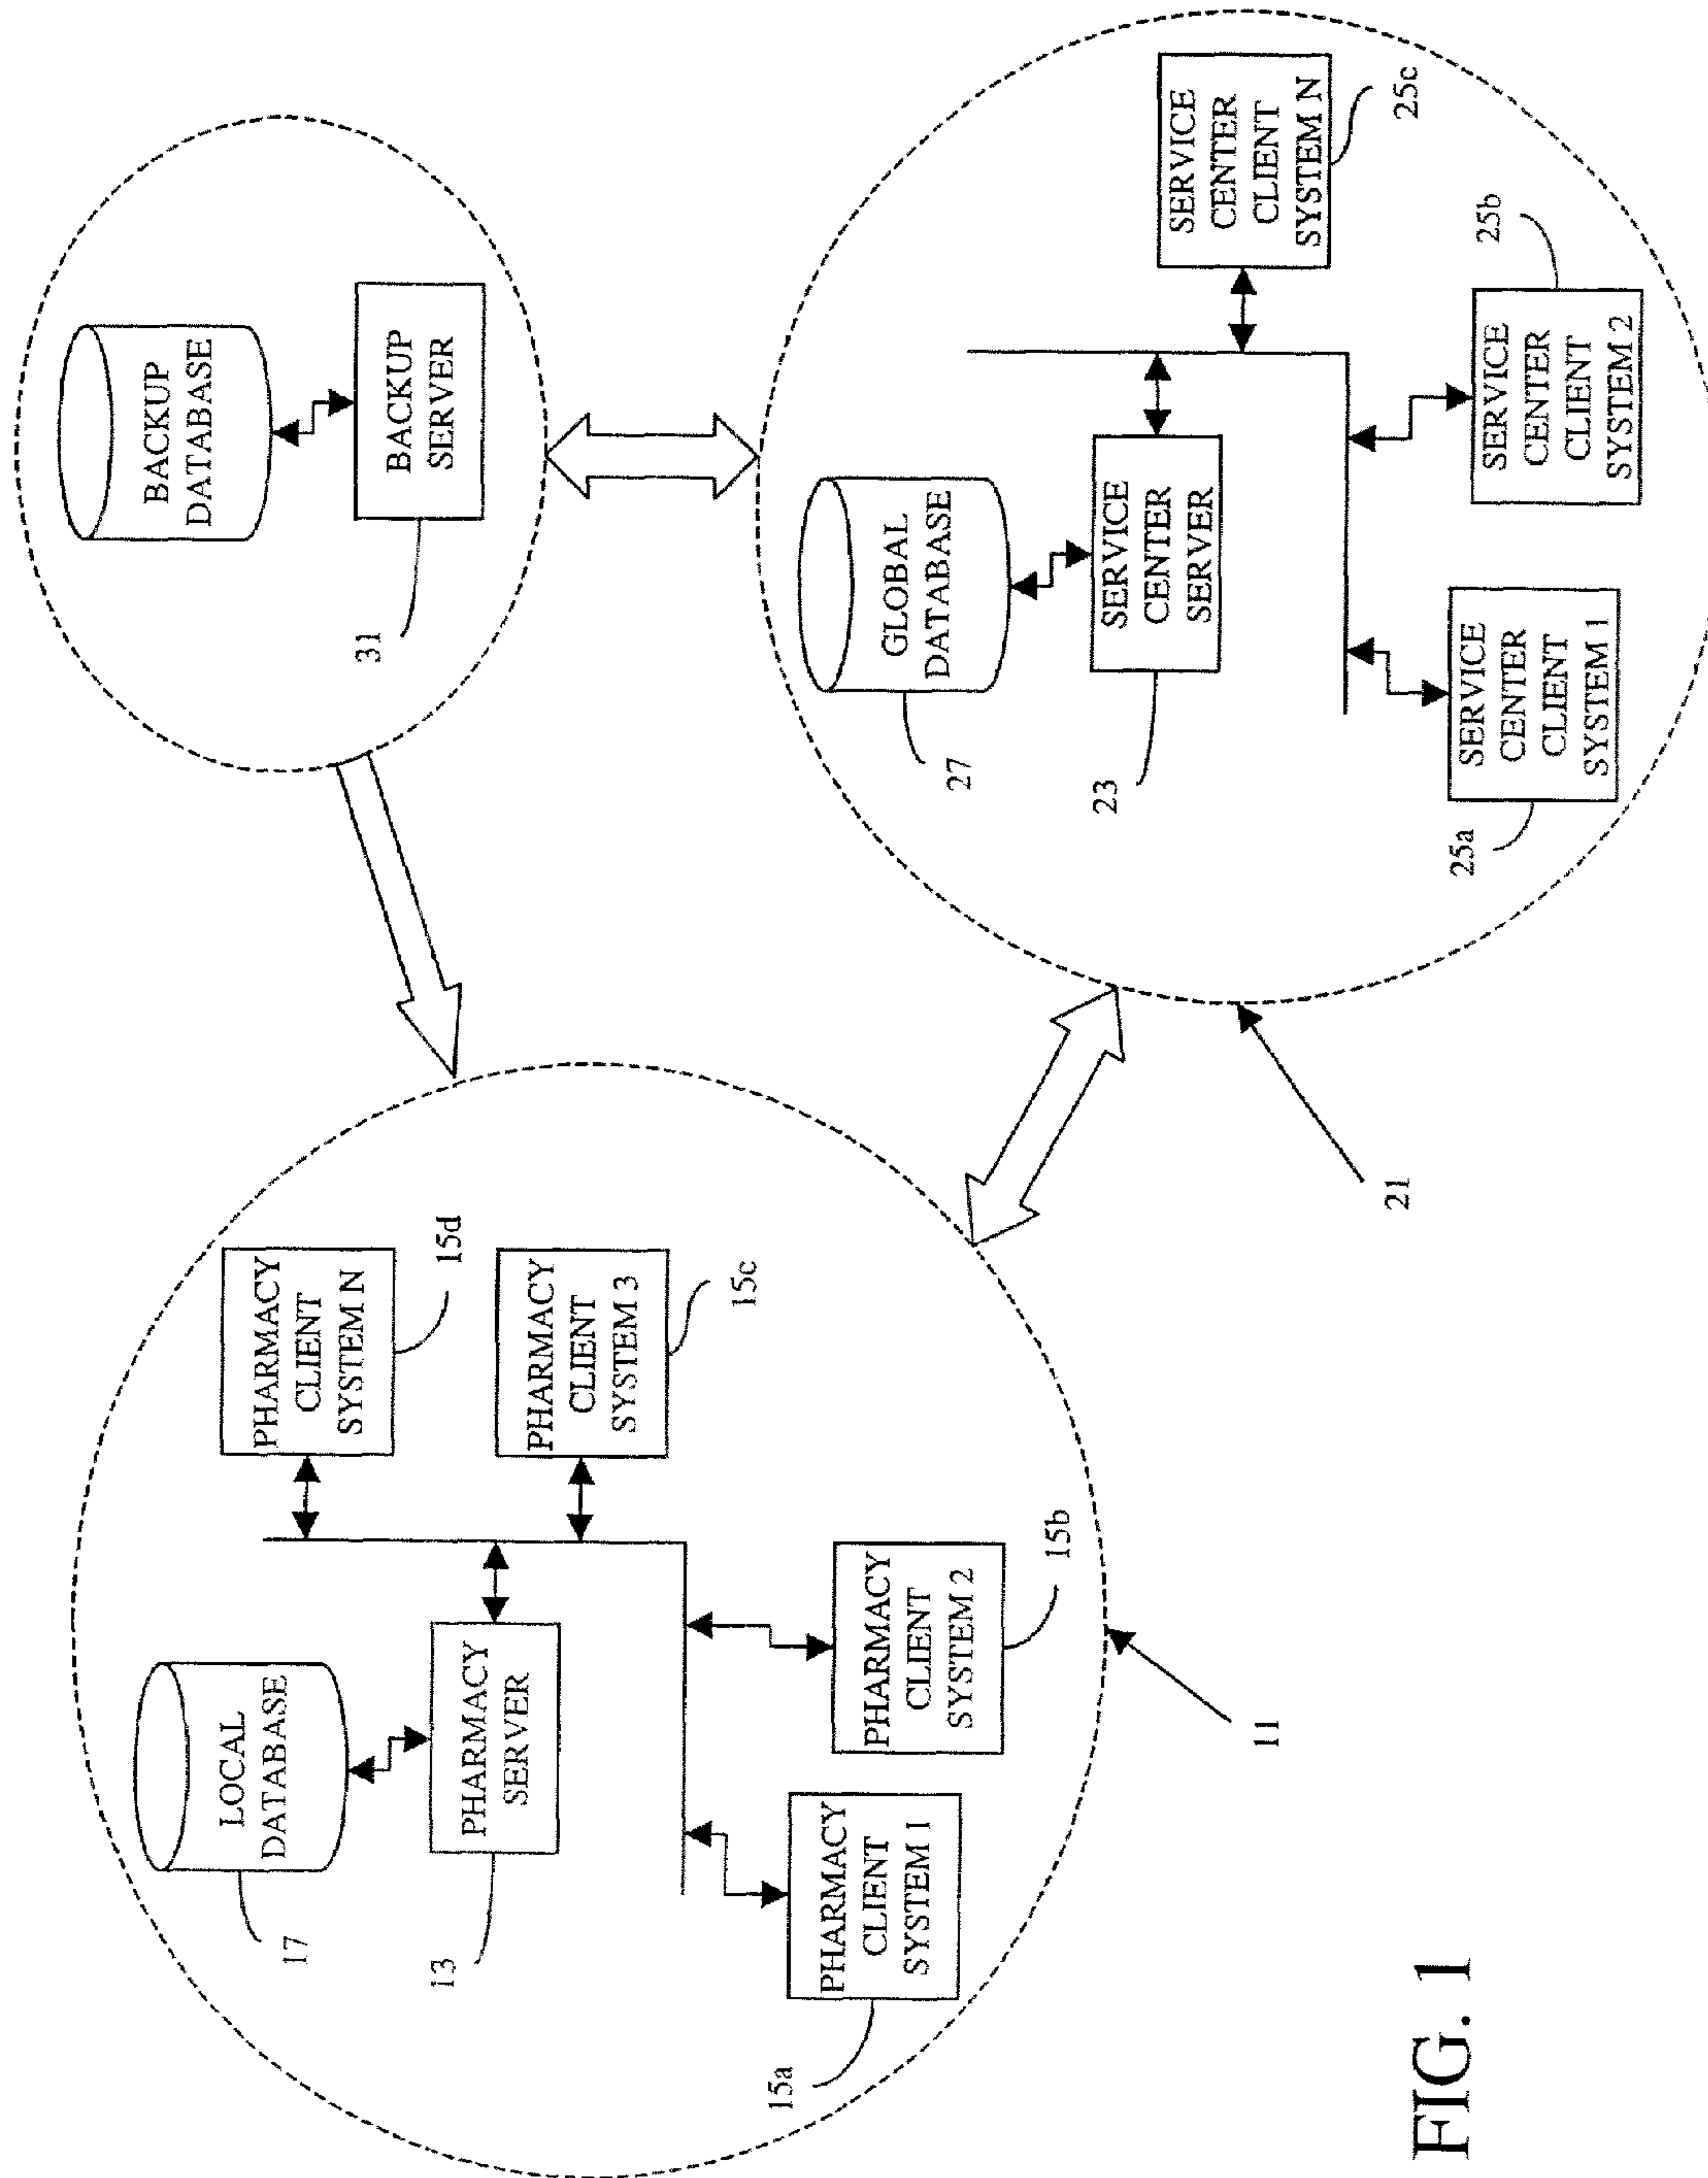 LOCAL
DATABASE
17
PHARMACY
SERVER
13
PHARMACY
CLIENT
SYSTEM N
15d
PHARMACY
CLIENT
SYSTEM 3
15c
PHARMACY
CLIENT
SYSTEM 1
15a
PHARMACY
CLIENT
SYSTEM 2
15b
11
BACKUP
DATABASE
BACKUP
SERVER
31
GLOBAL
DATABASE
27
SERVICE
CENTER
SERVER
23
SERVICE
CENTER
CLIENT
SYSTEM N
25c
SERVICE
CENTER
CLIENT
SYSTEM 1
25a
SERVICE
CENTER
CLIENT
SYSTEM 2
25b
21
FIG. 1